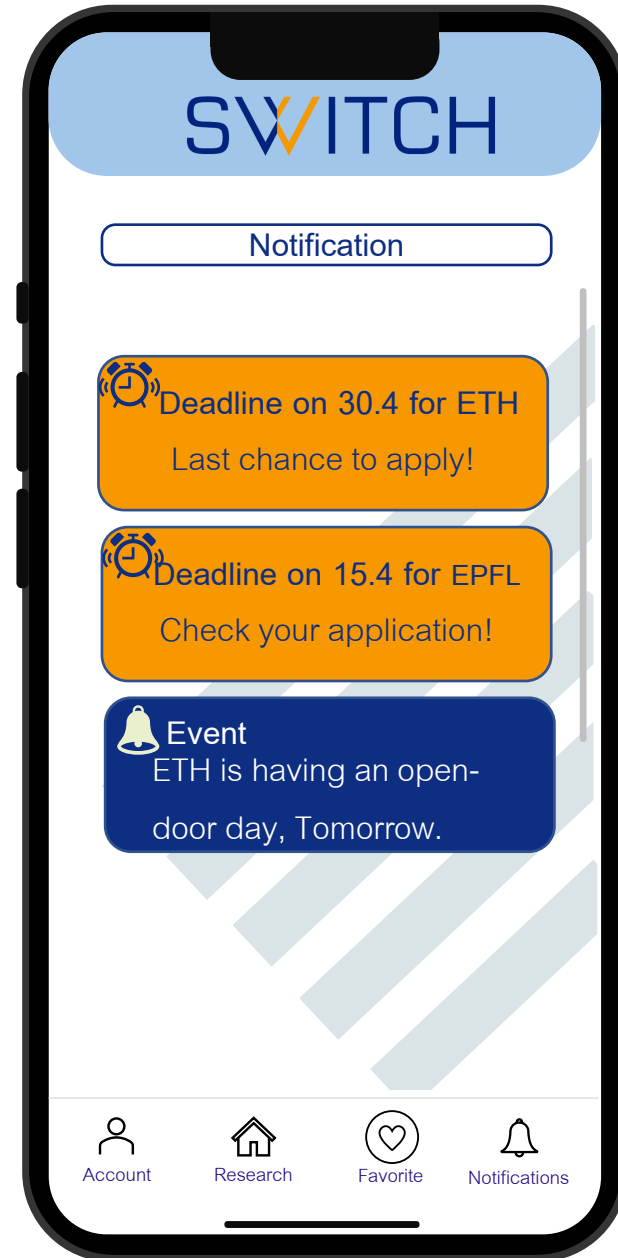 SWITCH
Notification
Deadline on 30.4 for ETH
Last chance to apply!
Deadline on 15.4 for EPFL
Check your application!
Event
ETH is having an open-
door day, Tomorrow.
Account Research Favorite Notifications